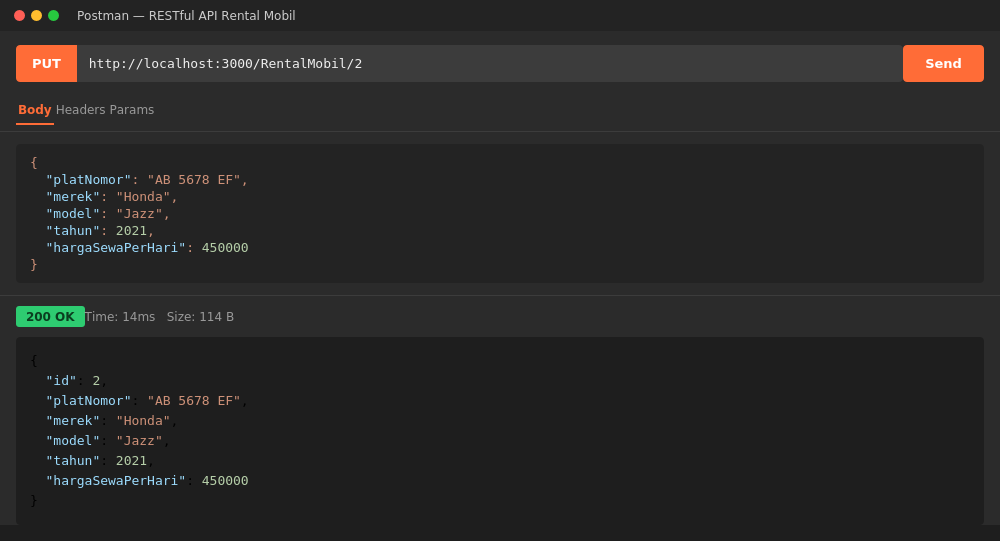 Postman — RESTful API Rental Mobil
PUT http://localhost:3000/RentalMobil/2 Send
Body Headers Params
{
  "platNomor": "AB 5678 EF",
  "merek": "Honda",
  "model": "Jazz",
  "tahun": 2021,
  "hargaSewaPerHari": 450000
}
200 OK Time: 14ms Size: 114 B
{
  "id": 2,
  "platNomor": "AB 5678 EF",
  "merek": "Honda",
  "model": "Jazz",
  "tahun": 2021,
  "hargaSewaPerHari": 450000
}